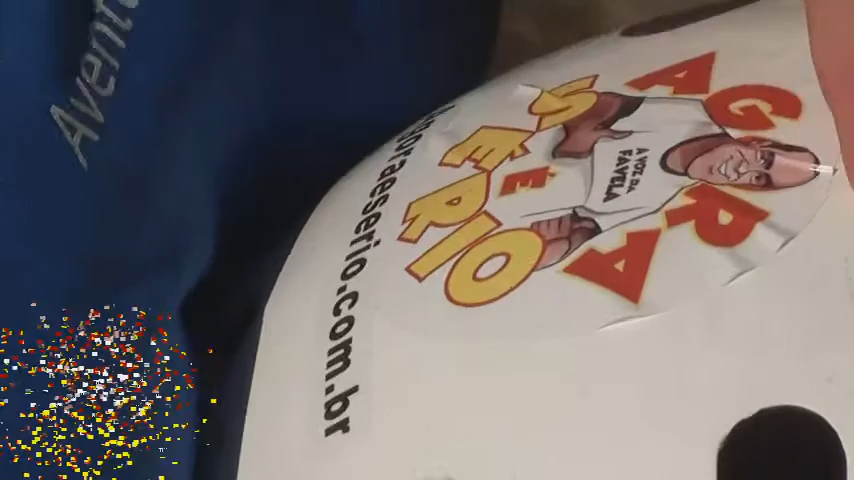 AGORA
É
SÉRIO
A VOZ DA
FAVELA
agoraeserio.com.br
Avent